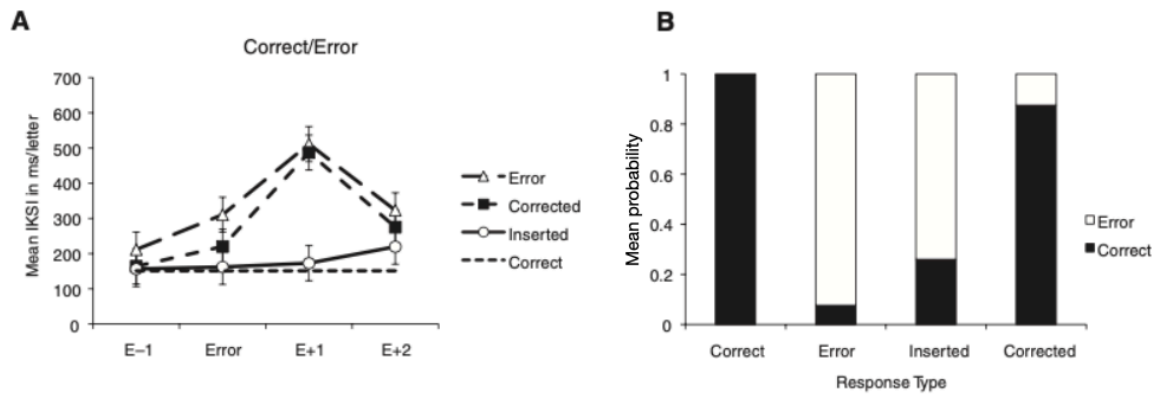 A
Correct/Error
Mean IKSI in ms/letter
700
600
500
400
300
200
100
0
E−1 Error E+1 E+2
Error
Corrected
Inserted
Correct
B
Mean probability
1
0.8
0.6
0.4
0.2
0
Correct Error Inserted Corrected
Response Type
Error
Correct